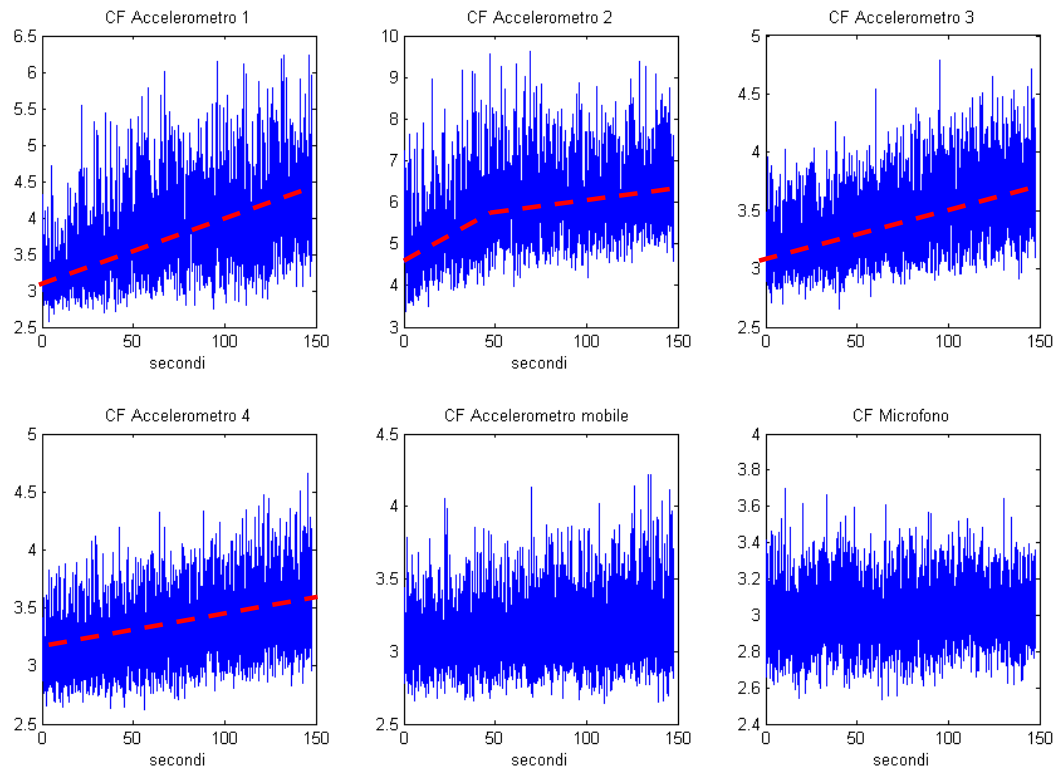 CF Accelerometro 1
6.5
6
5.5
5
4.5
4
3.5
3
2.5
0 50 100 150
secondi
CF Accelerometro 2
10
9
8
7
6
5
4
3
0 50 100 150
secondi
CF Accelerometro 3
5
4.5
4
3.5
3
2.5
0 50 100 150
secondi
CF Accelerometro 4
5
4.5
4
3.5
3
2.5
0 50 100 150
secondi
CF Accelerometro mobile
4.5
4
3.5
3
2.5
0 50 100 150
secondi
CF Microfono
4
3.8
3.6
3.4
3.2
3
2.8
2.6
2.4
0 50 100 150
secondi